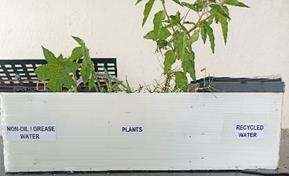 NON-OIL / GREASE
WATER
PLANTS
RECYCLED
WATER